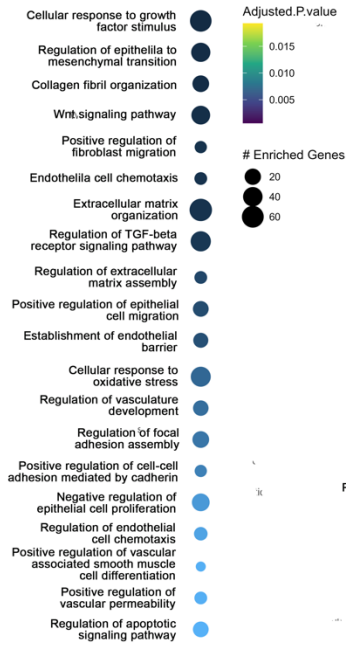 Cellular response to growth
factor stimulus
Regulation of epithelia to
mesenchymal transition
Collagen fibril organization
Wnt signaling pathway
Positive regulation of
fibroblast migration
Endothelila cell chemotaxis
Extracellular matrix
organization
Regulation of TGF-beta
receptor signaling pathway
Regulation of extracellular
matrix assembly
Positive regulation of epithelial
cell migration
Establishment of endothelial
barrier
Cellular response to
oxidative stress
Regulation of vasculature
development
Regulation of focal
adhesion assembly
Positive regulation of cell-cell
adhesion mediated by cadherin
Negative regulation of
epithelial cell proliferation
Regulation of endothelial
cell chemotaxis
Positive regulation of vascular
associated smooth muscle
cell differentiation
Positive regulation of
vascular permeability
Regulation of apoptotic
signaling pathway
Adjusted.P.value
0.015
0.010
0.005
# Enriched Genes
20
40
60